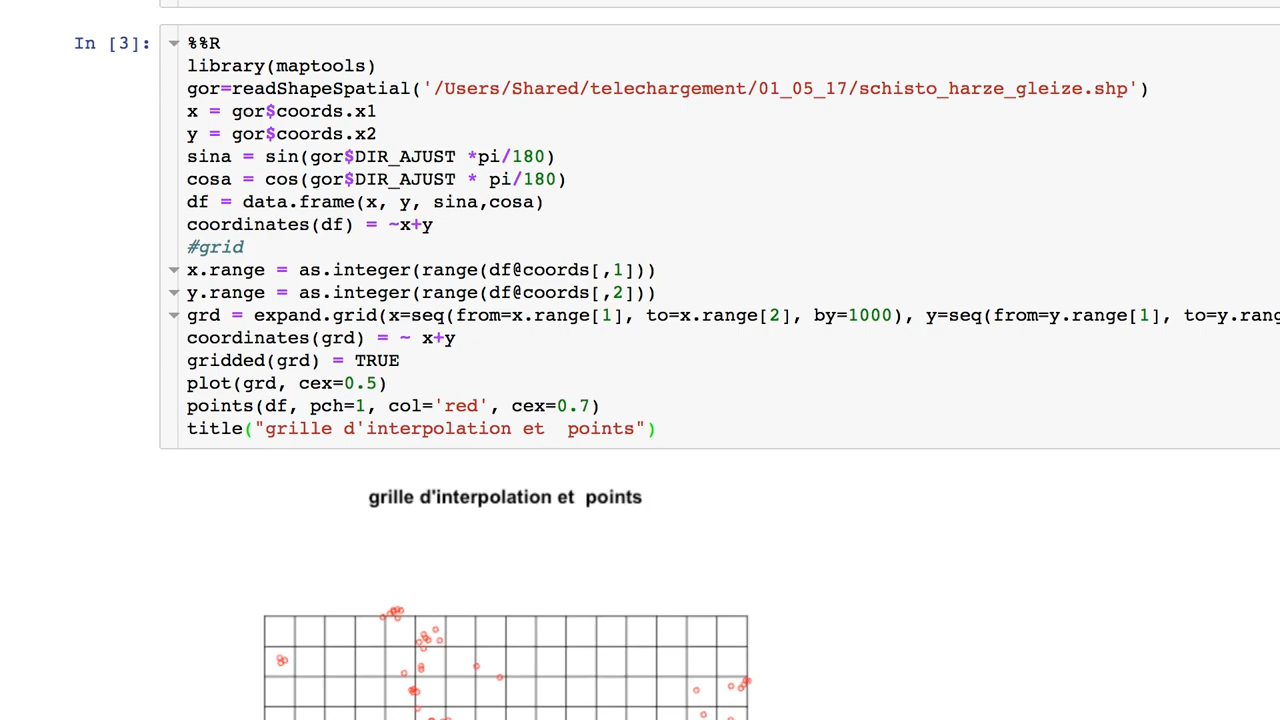 In [3]:
%%R
library(maptools)
gor=readShapeSpatial('/Users/Shared/telechargement/01_05_17/schisto_harze_gleize.shp')
x = gor$coords.x1
y = gor$coords.x2
sina = sin(gor$DIR_AJUST *pi/180)
cosa = cos(gor$DIR_AJUST * pi/180)
df = data.frame(x, y, sina,cosa)
coordinates(df) = ~x+y
#grid
x.range = as.integer(range(df@coords[,1]))
y.range = as.integer(range(df@coords[,2]))
grd = expand.grid(x=seq(from=x.range[1], to=x.range[2], by=1000), y=seq(from=y.range[1], to=y.rang
coordinates(grd) = ~ x+y
gridded(grd) = TRUE
plot(grd, cex=0.5)
points(df, pch=1, col='red', cex=0.7)
title("grille d'interpolation et  points")
grille d'interpolation et  points